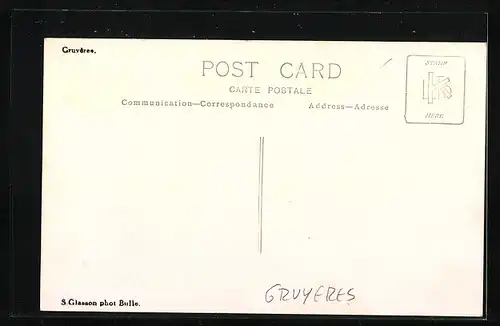 Gruyères.
POST CARD
CARTE POSTALE
Communication—Correspondance Address—Adresse
STAMP
HERE
S. Glasson phot Bulle.
GRUYERES